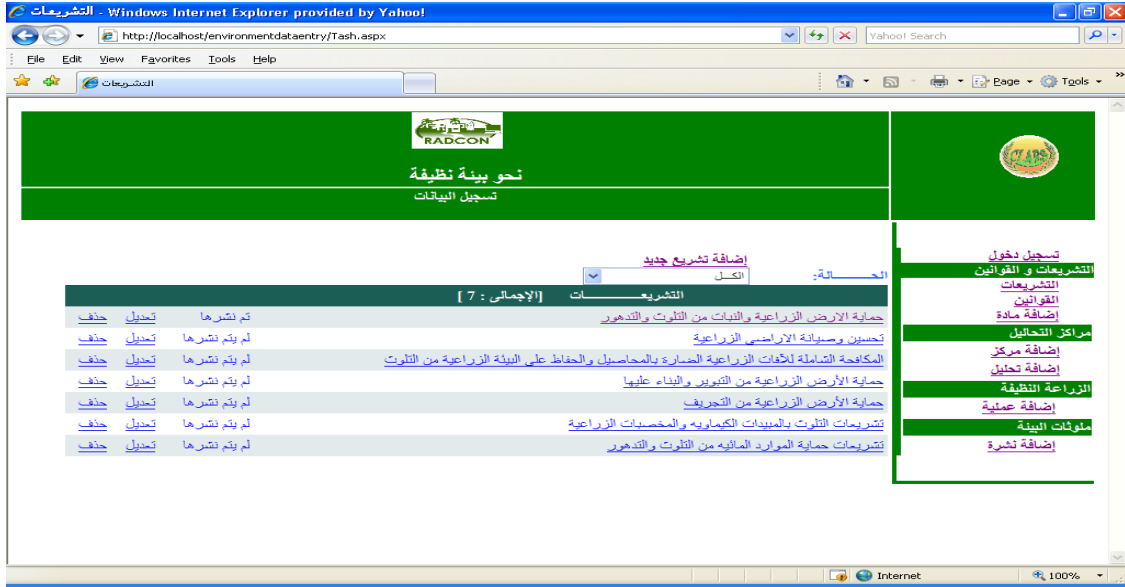 التشريعات - Windows Internet Explorer provided by Yahoo!
http://localhost/environmentdataentry/Tash.aspx
Yahoo! Search
File Edit View Favorites Tools Help
التشريعات
Page Tools »
RADCON
CLAES
نحو بيئة نظيفة
تسجيل البيانات
تسجيل دخول
التشريعات و القوانين
التشريعات
القوانين
إضافة مادة
مراكز التحاليل
إضافة مركز
إضافة تحليل
الزراعة النظيفة
إضافة عملية
ملوثات البيئة
إضافة نشرة
إضافة تشريع جديد
الحـــــــالة: الكـل
التشريعـــــــــات [الإجمالى : 7 ]
حماية الارض الزراعية والنبات من التلوث والتدهور تم نشرها تعديل حذف
تحسين وصيانة الاراضى الزراعية لم يتم نشرها تعديل حذف
المكافحة الشاملة للآفات الزراعية الضارة بالمحاصيل والحفاظ على البيئة الزراعية من التلوث لم يتم نشرها تعديل حذف
حماية الأرض الزراعية من التبوير والبناء عليها لم يتم نشرها تعديل حذف
حماية الأرض الزراعية من التجريف لم يتم نشرها تعديل حذف
تشريعات التلوث بالمبيدات الكيماويه والمخصبات الزراعية لم يتم نشرها تعديل حذف
تشريعات حماية الموارد المائيه من التلوث والتدهور لم يتم نشرها تعديل حذف
Internet 100%